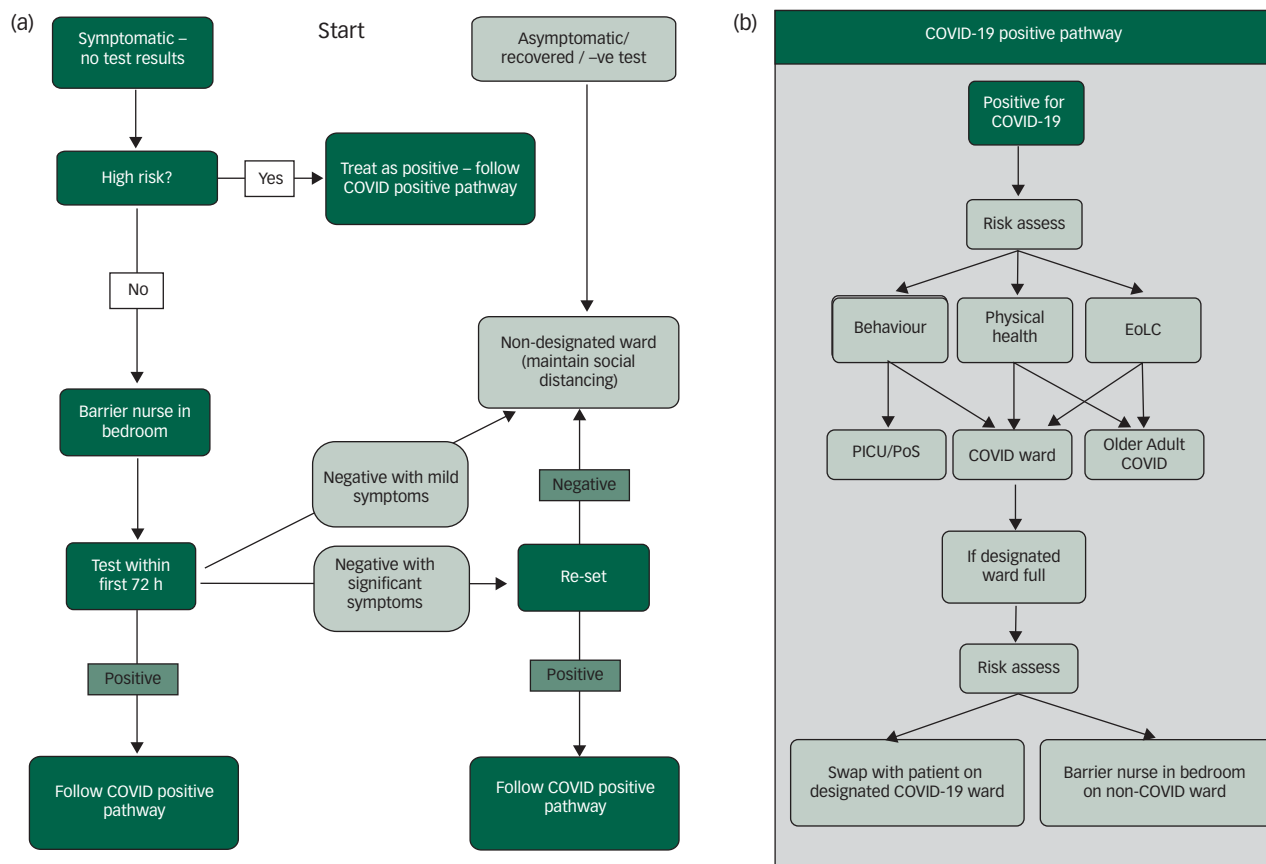 (a)
Start
Symptomatic –
no test results
Asymptomatic/
recovered / –ve test
High risk?
Yes
Treat as positive – follow
COVID positive pathway
No
Non-designated ward
(maintain social
distancing)
Barrier nurse in
bedroom
Negative with mild
symptoms
Negative
Test within
first 72 h
Negative with
significant
symptoms
Re-set
Positive
Positive
Follow COVID positive
pathway
Follow COVID positive
pathway
(b)
COVID-19 positive pathway
Positive for
COVID-19
Risk assess
Behaviour
Physical
health
EoLC
PICU/PoS
COVID ward
Older Adult
COVID
If designated
ward full
Risk assess
Swap with patient on
designated COVID-19 ward
Barrier nurse in bedroom
on non-COVID ward